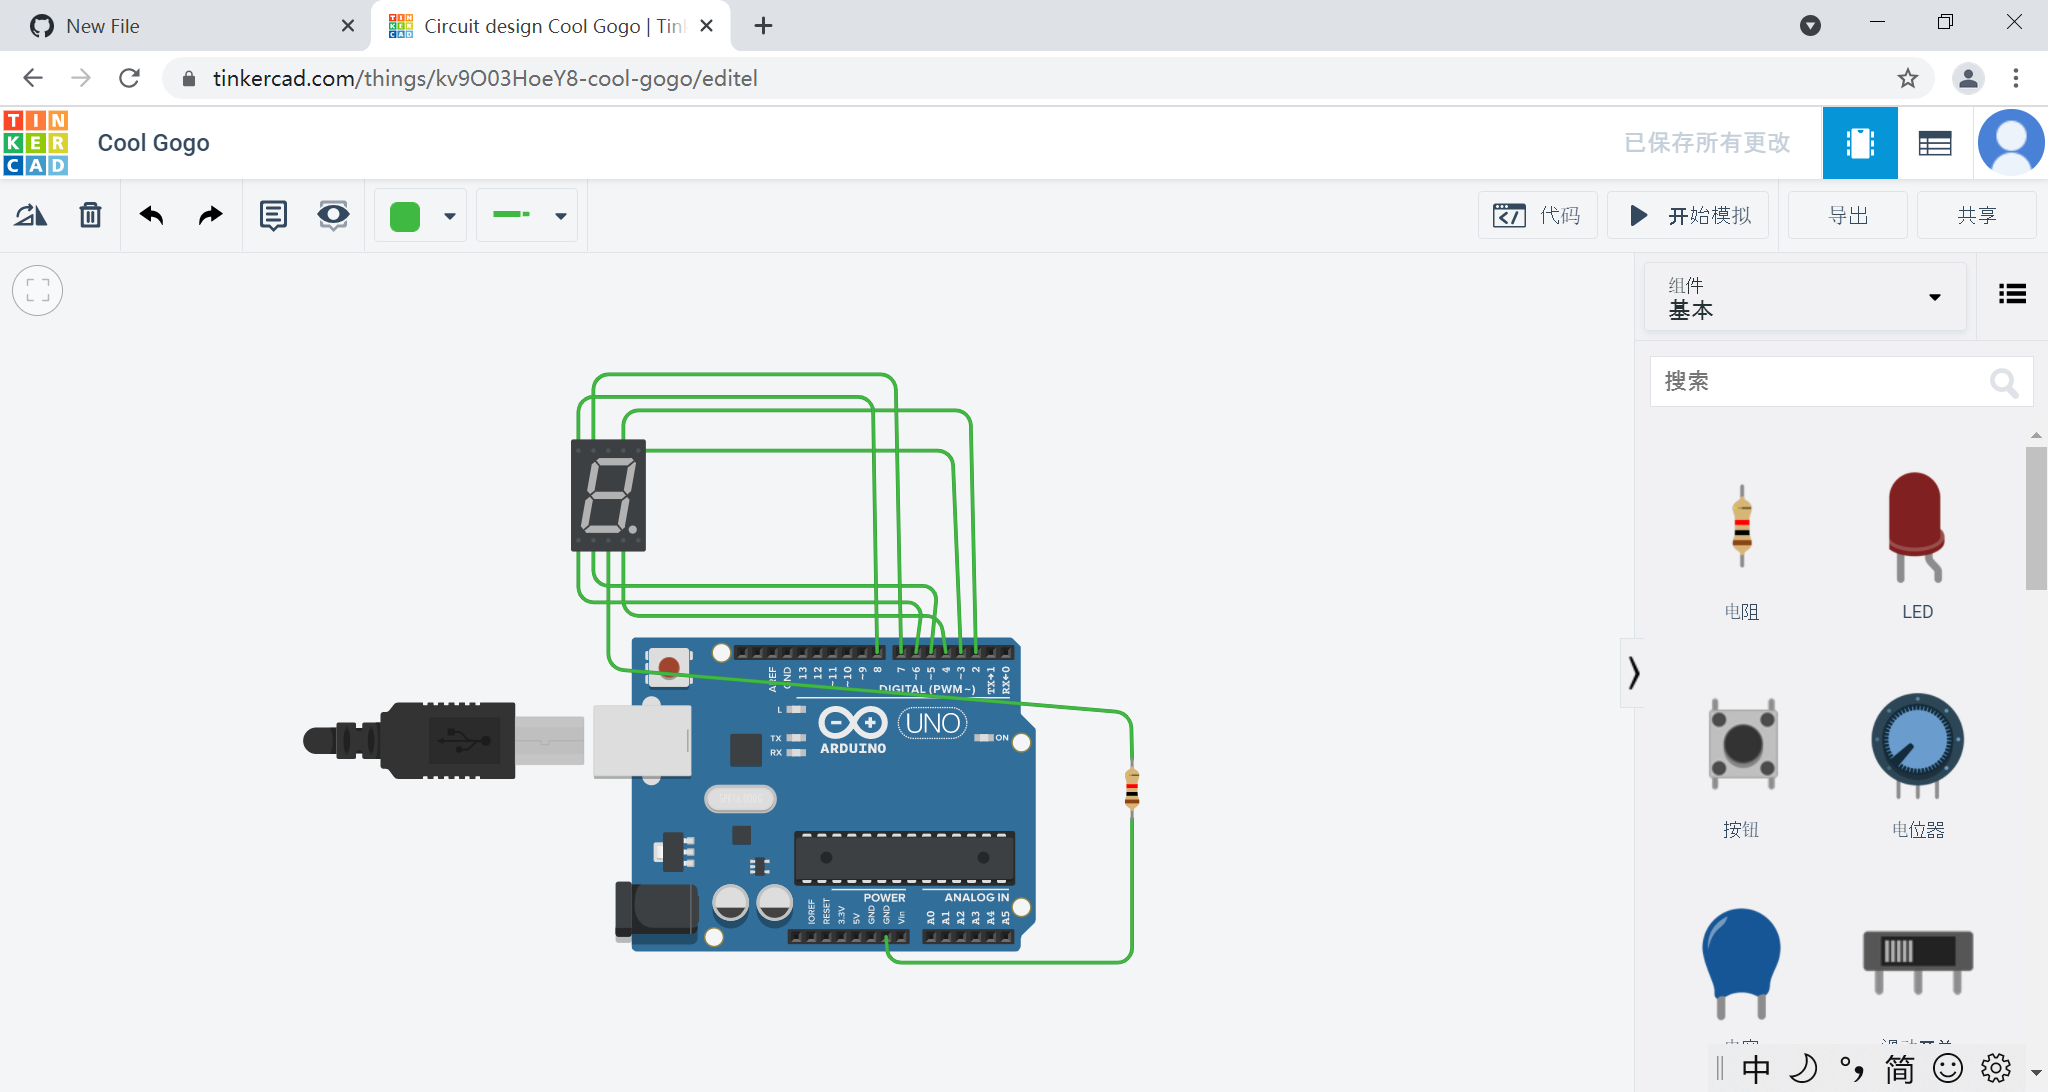 New File
Circuit design Cool Gogo | Tin
tinkercad.com/things/kv9O03HoeY8-cool-gogo/editel
TIN
KER
CAD
Cool Gogo
已保存所有更改
代码
开始模拟
导出
共享
组件
基本
搜索
电阻
LED
按钮
电位器
AREF
GND
13
12
~11
~10
~9
8
7
~6
~5
4
~3
2
TX→1
RX←0
DIGITAL (PWM~)
L
TX
RX
ARDUINO
UNO
ON
POWER
ANALOG IN
IOREF
RESET
3.3V
5V
GND
GND
Vin
A0
A1
A2
A3
A4
A5
中
简